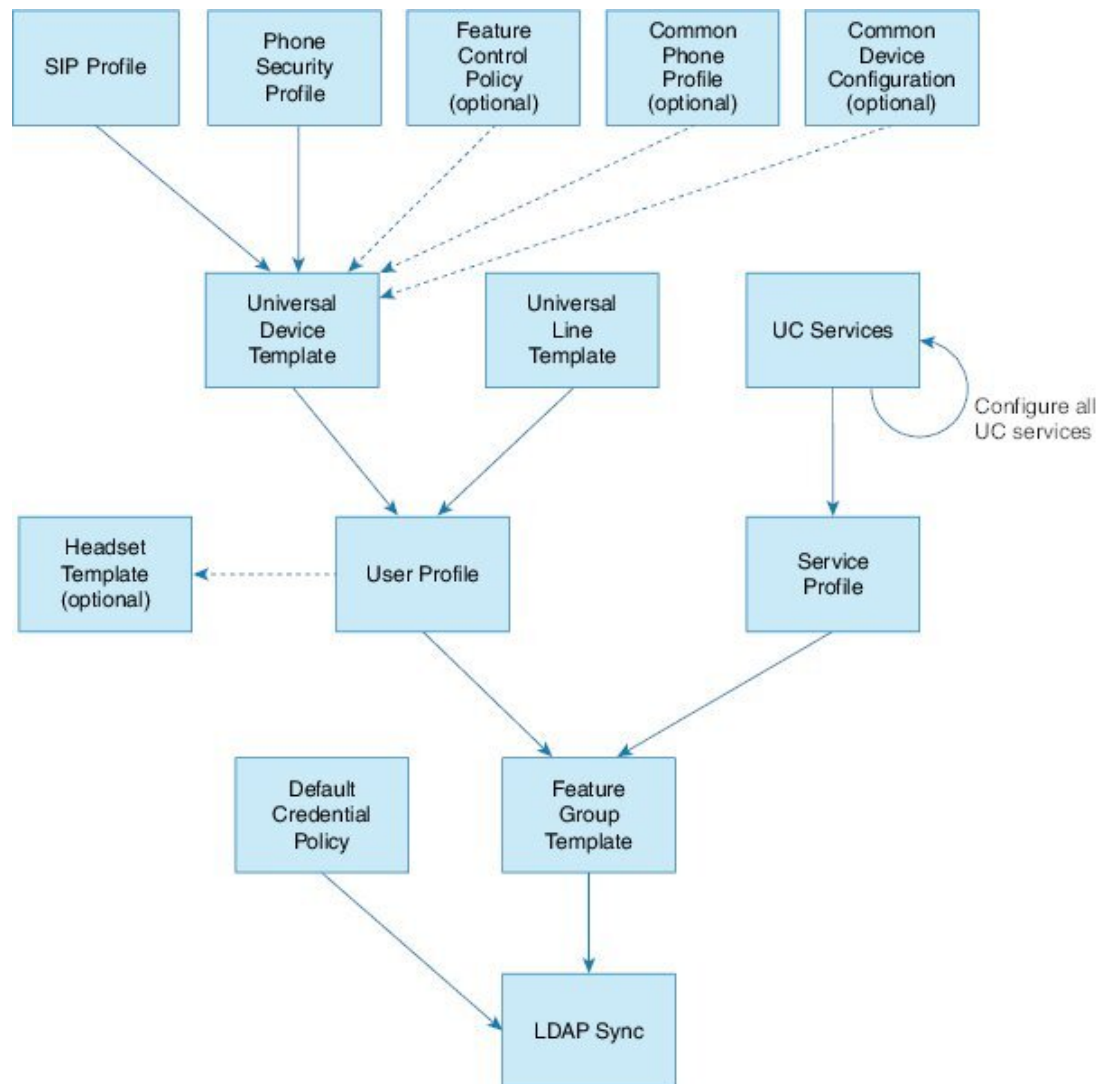 SIP Profile
Phone
Security
Profile
Feature
Control
Policy
(optional)
Common
Phone
Profile
(optional)
Common
Device
Configuration
(optional)
Universal
Device
Template
Universal
Line
Template
UC Services
Configure all
UC services
Headset
Template
(optional)
User Profile
Service
Profile
Default
Credential
Policy
Feature
Group
Template
LDAP Sync